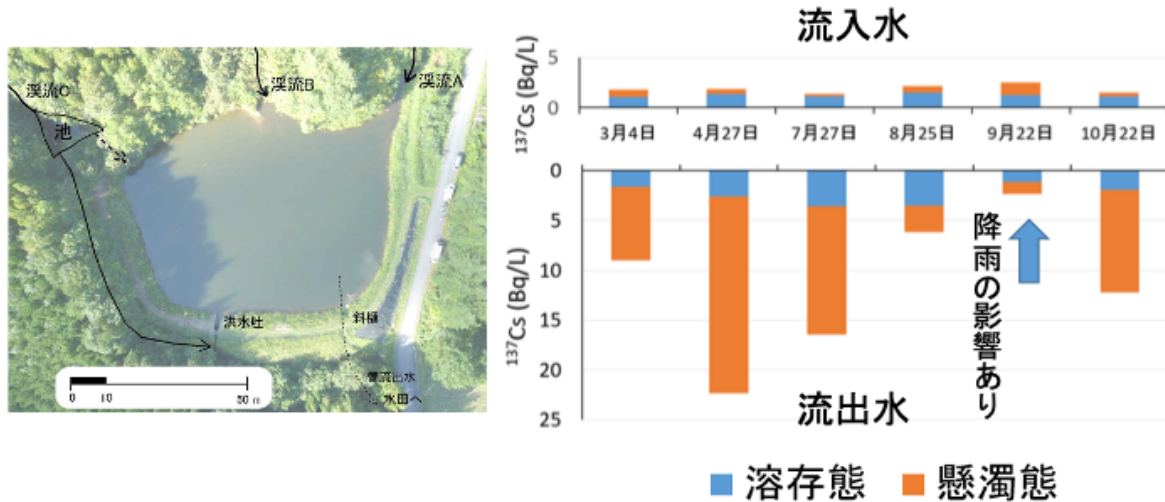 渓流C
渓流B
渓流A
池
洪水吐
斜樋
管流出水
水田へ
0 10 50 m
流入水
137Cs (Bq/L)
5
0
3月4日 4月27日 7月27日 8月25日 9月22日 10月22日
137Cs (Bq/L)
0
5
10
15
20
25
降雨の影響あり
流出水
溶存態 懸濁態